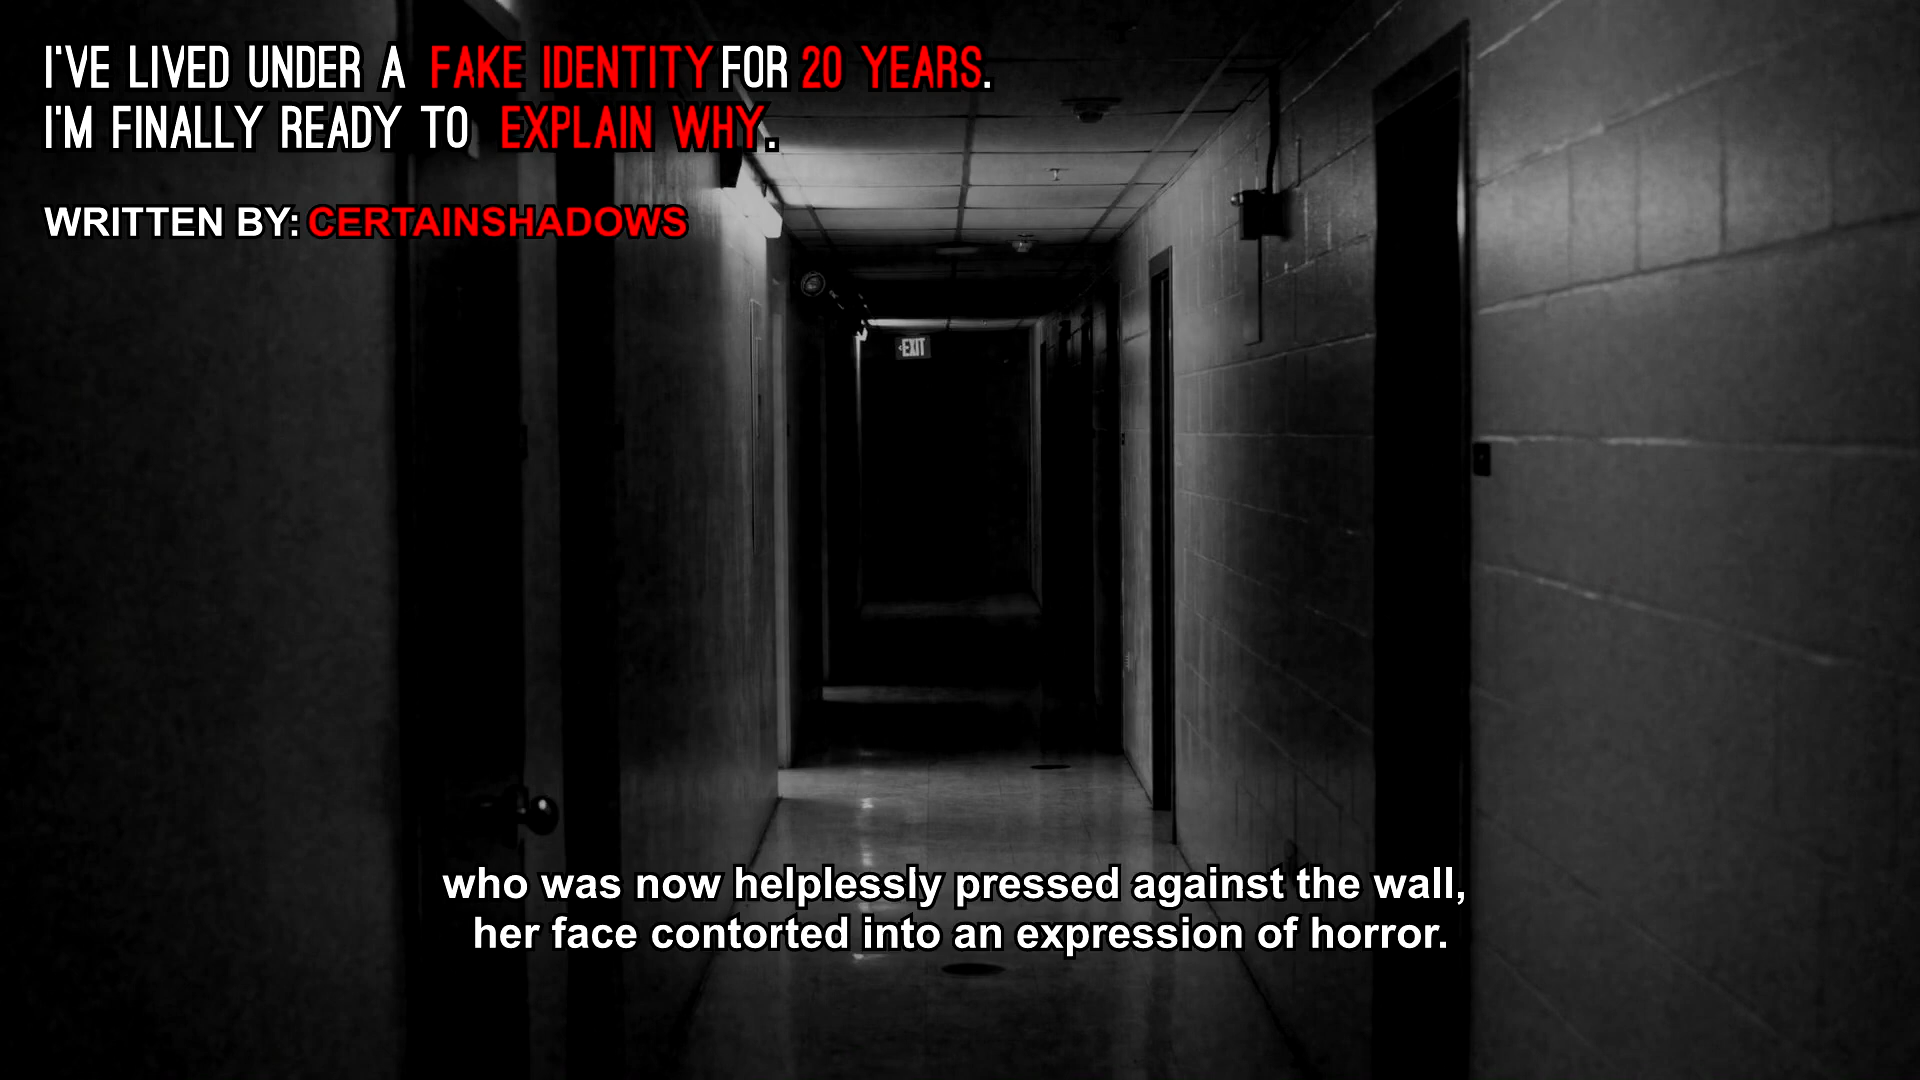 I'VE LIVED UNDER A FAKE IDENTITY FOR 20 YEARS.
I'M FINALLY READY TO EXPLAIN WHY.
WRITTEN BY: CERTAINSHADOWS
EXIT
who was now helplessly pressed against the wall,
her face contorted into an expression of horror.